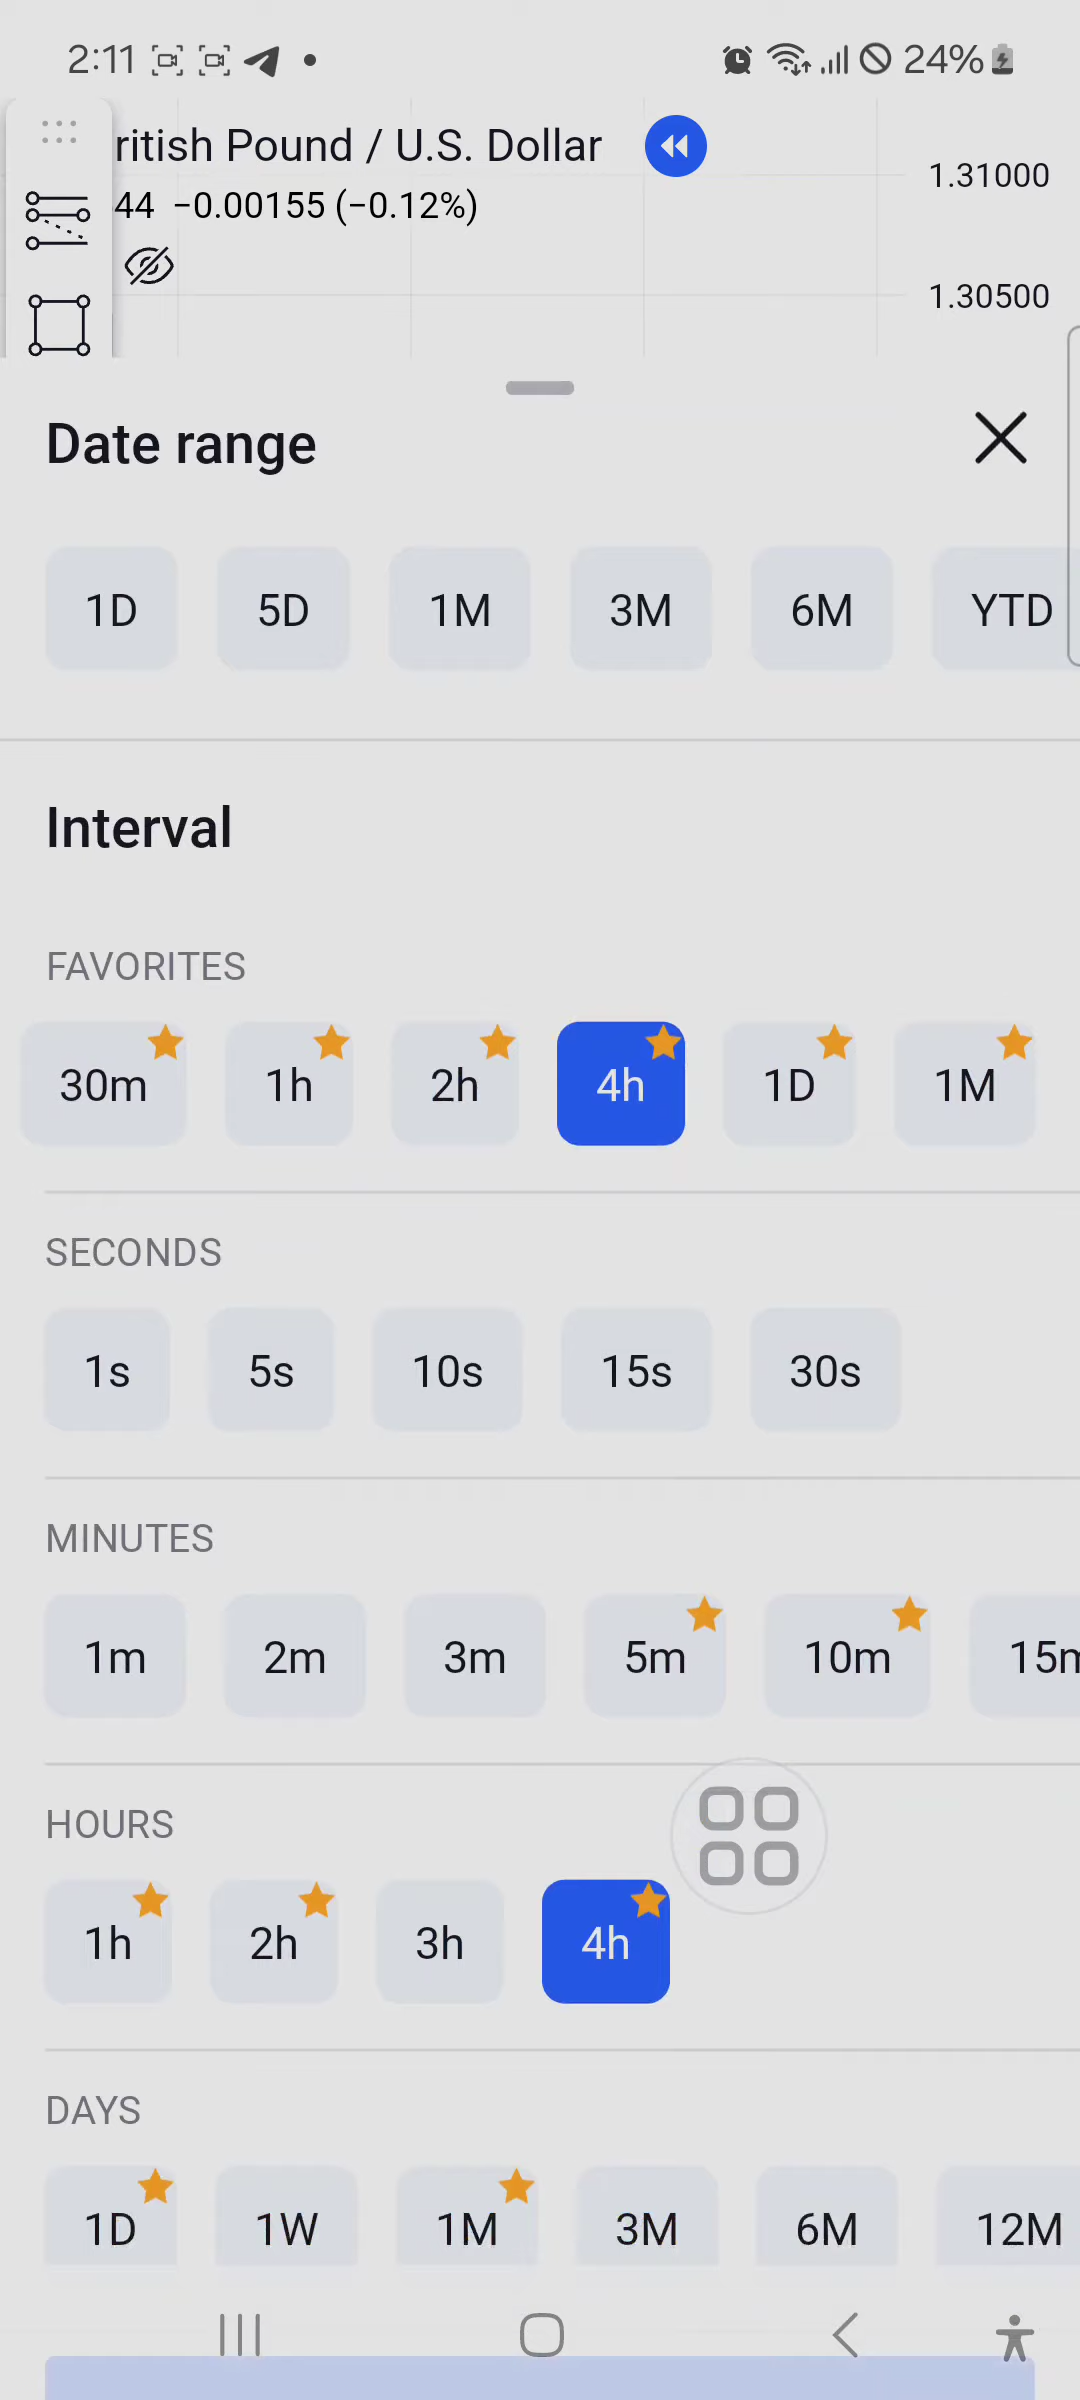 2:11 24%
ritish Pound / U.S. Dollar
1.31000
44 −0.00155 (−0.12%)
1.30500
Date range
1D 5D 1M 3M 6M YTD
Interval
FAVORITES
30m 1h 2h 4h 1D 1M
SECONDS
1s 5s 10s 15s 30s
MINUTES
1m 2m 3m 5m 10m 15m
HOURS
1h 2h 3h 4h
DAYS
1D 1W 1M 3M 6M 12M